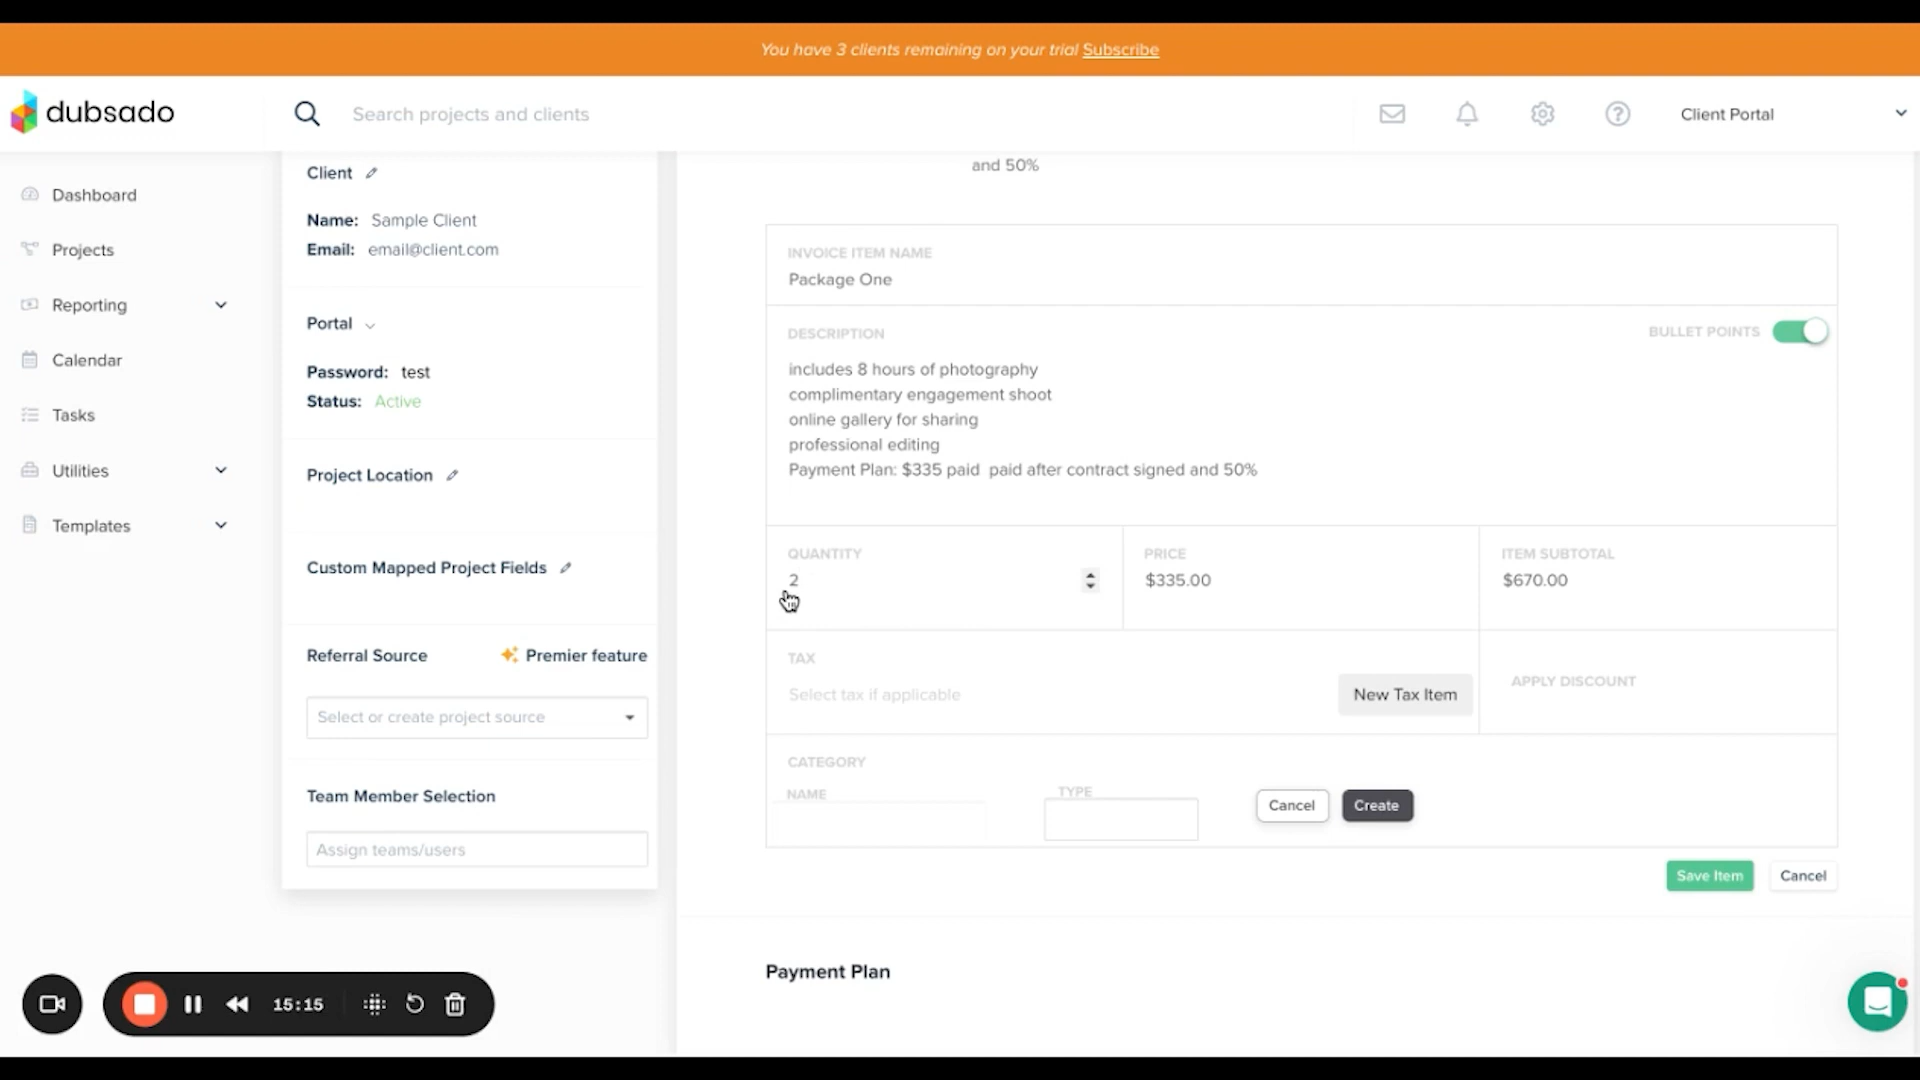 You have 3 clients remaining on your trial Subscribe
dubsado
Search projects and clients
Client Portal
Dashboard
Projects
Reporting
Calendar
Tasks
Utilities
Templates
Client
Name: Sample Client
Email: email@client.com
Portal
Password: test
Status: Active
Project Location
Custom Mapped Project Fields
Referral Source
Premier feature
Select or create project source
Team Member Selection
Assign teams/users
and 50%
INVOICE ITEM NAME
Package One
DESCRIPTION
BULLET POINTS
includes 8 hours of photography
complimentary engagement shoot
online gallery for sharing
professional editing
Payment Plan: $335 paid  paid after contract signed and 50%
QUANTITY
2
PRICE
$335.00
ITEM SUBTOTAL
$670.00
TAX
Select tax if applicable
New Tax Item
APPLY DISCOUNT
CATEGORY
NAME
TYPE
Cancel
Create
Save Item
Cancel
Payment Plan
15:15